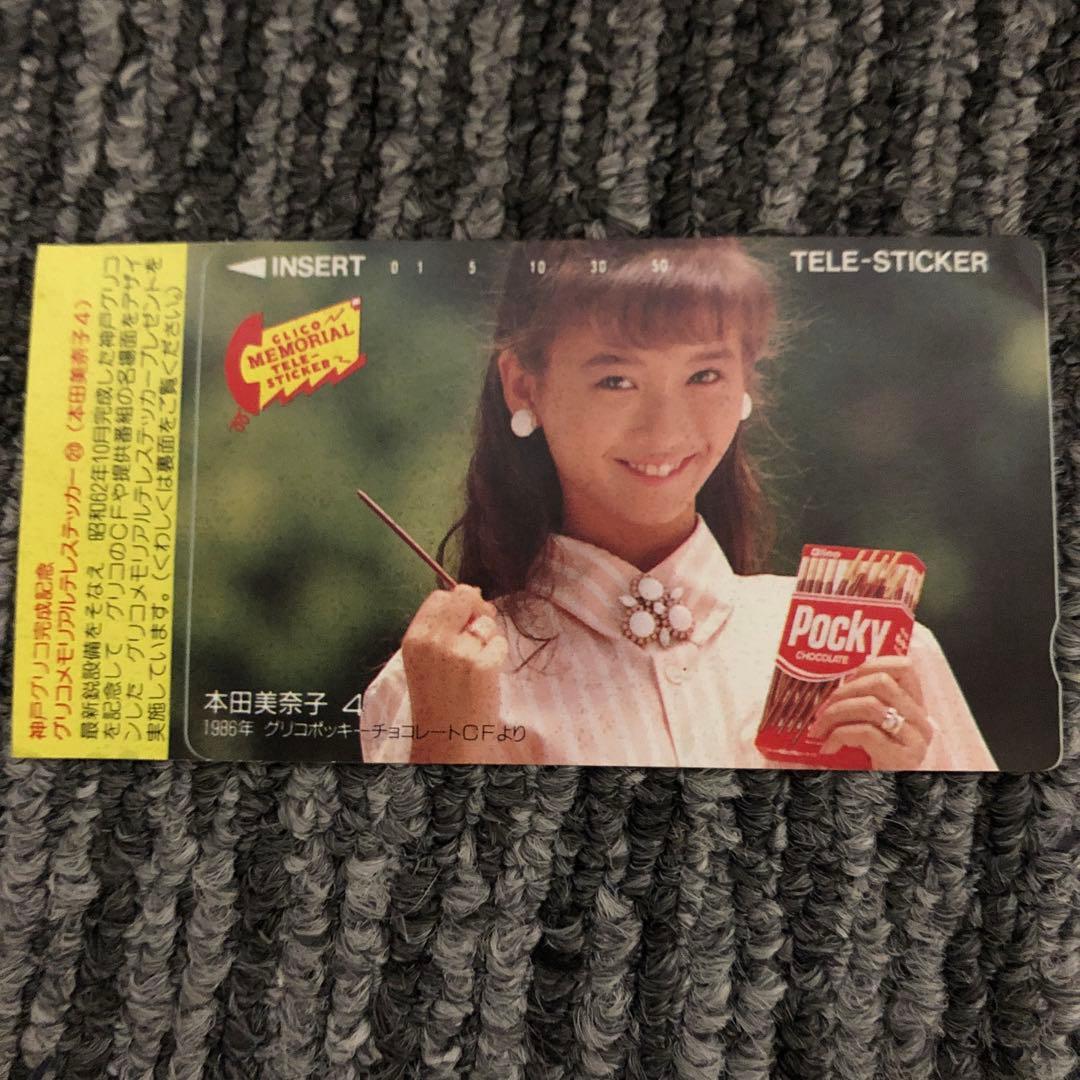 神戸グリコ完成記念
グリコメモリアルテレステッカー⑳(本田美奈子4)
最新鋭設備をそなえ 昭和62年10月完成した神戸グリコ
を記念して グリコのCFや提供番組の名場面をデザイ
ンした グリコメモリアルテレステッカープレゼントを
実施しています。(くわしくは裏面をご覧ください。)
INSERT 0 1 5 10 30 50 TELE-STICKER
GLICO
MEMORIAL
TELE-
STICKER
Glico
Pocky
CHOCOLATE
本田美奈子 4
1986年 グリコポッキーチョコレートCFより